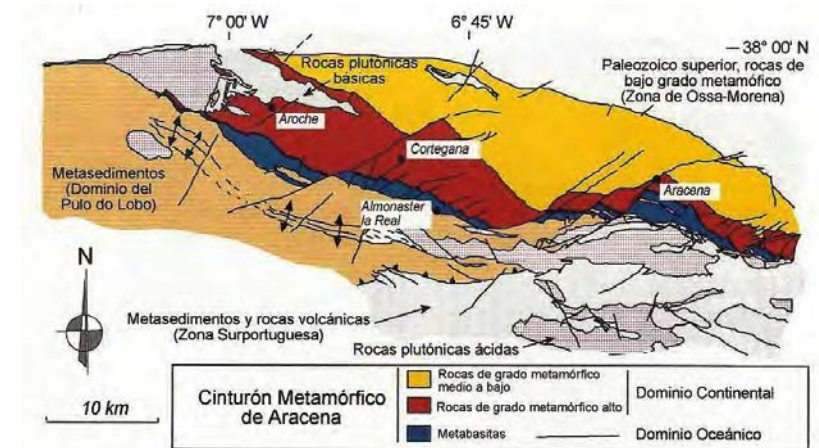 7° 00' W
6° 45' W
38° 00' N
Rocas plutónicas
básicas
Paleozoico superior, rocas de
bajo grado metamófico
(Zona de Ossa-Morena)
Aroche
Cortegana
Metasedimentos
(Dominio del
Pulo do Lobo)
Aracena
Almonaster
la Real
N
Metasedimentos y rocas volcánicas
(Zona Surportuguesa)
Rocas plutónicas ácidas
10 km
Cinturón Metamórfico
de Aracena
Rocas de grado metamórfico
medio a bajo
Rocas de grado metamórfico alto
Metabasitas
Dominio Continental
Dominio Oceánico